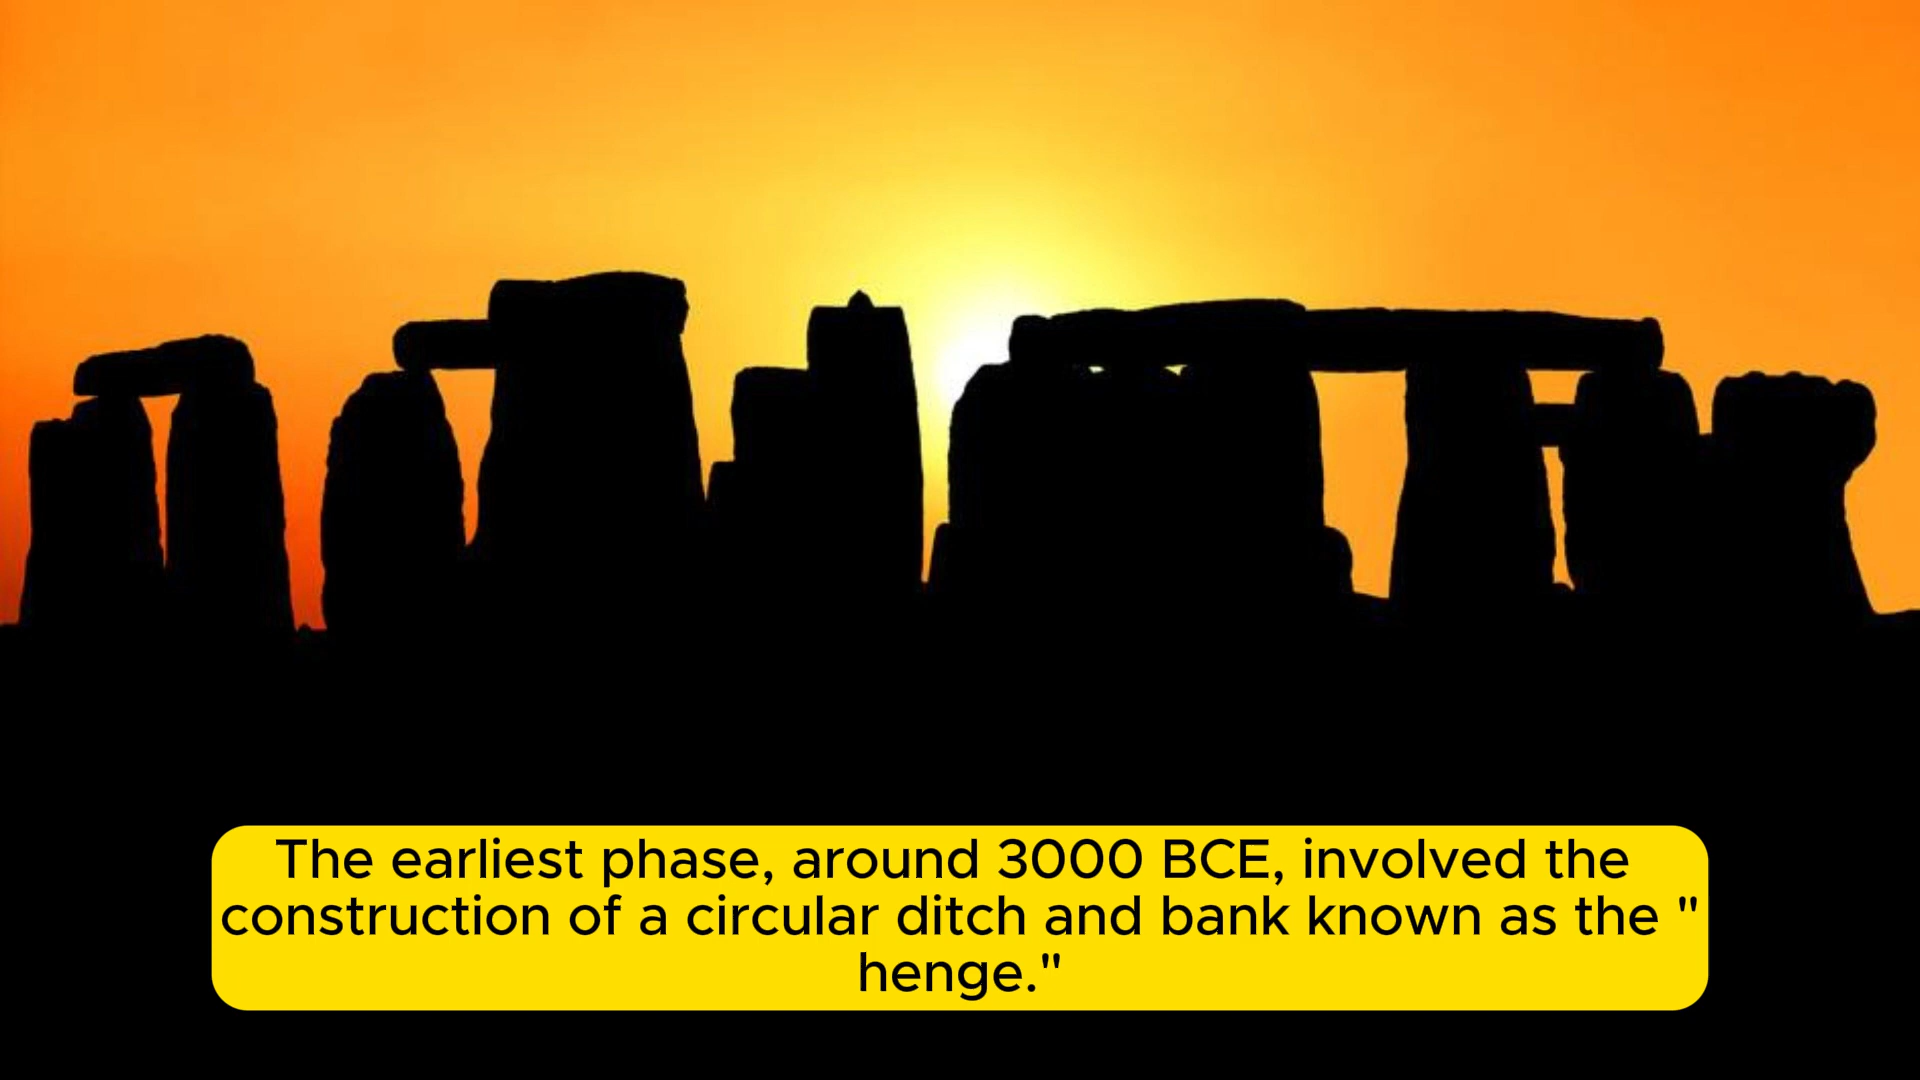 The earliest phase, around 3000 BCE, involved the
construction of a circular ditch and bank known as the "
henge."